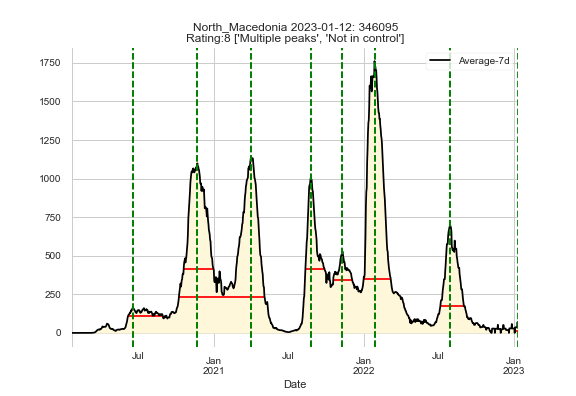 North_Macedonia 2023-01-12: 346095
Rating:8 ['Multiple peaks', 'Not in control']
Average-7d
1750
1500
1250
1000
750
500
250
0
Jul
Jan
2021
Jul
Jan
2022
Jul
Jan
2023
Date